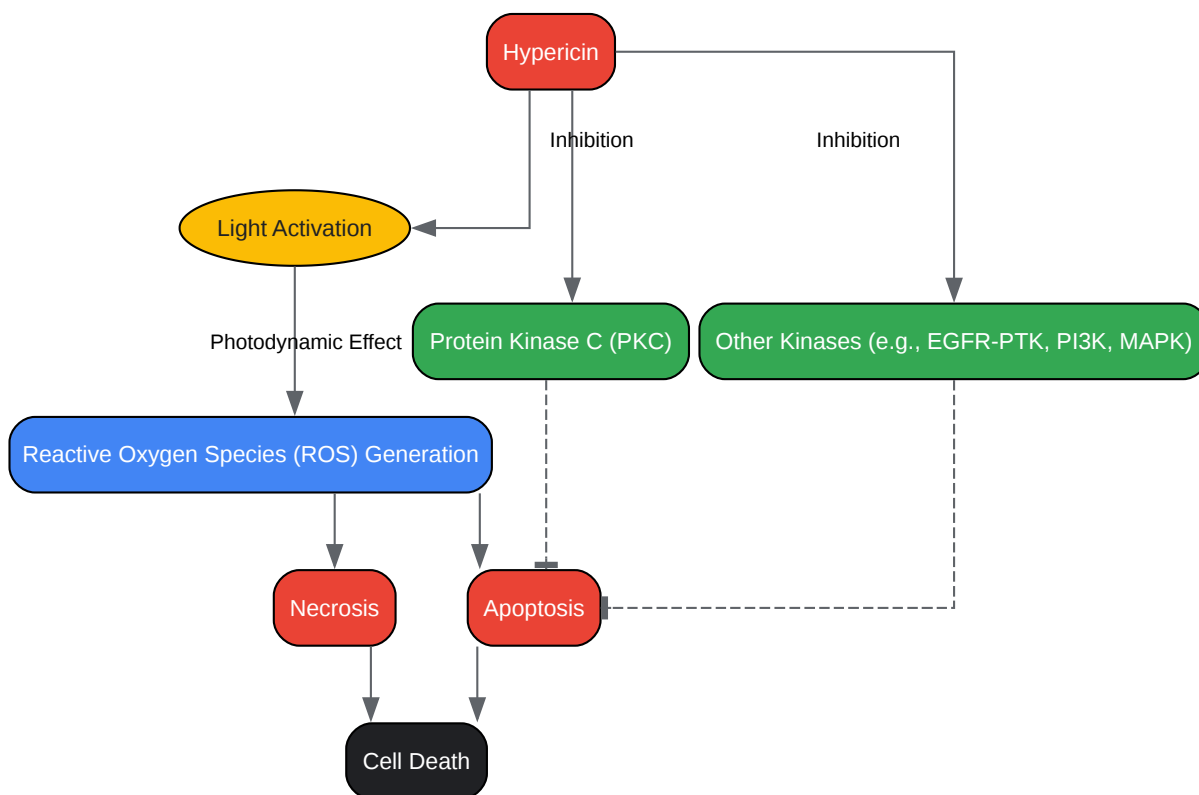 Hypericin
Inhibition
Inhibition
Light Activation
Photodynamic Effect
Protein Kinase C (PKC)
Other Kinases (e.g., EGFR-PTK, PI3K, MAPK)
Reactive Oxygen Species (ROS) Generation
Necrosis
Apoptosis
Cell Death